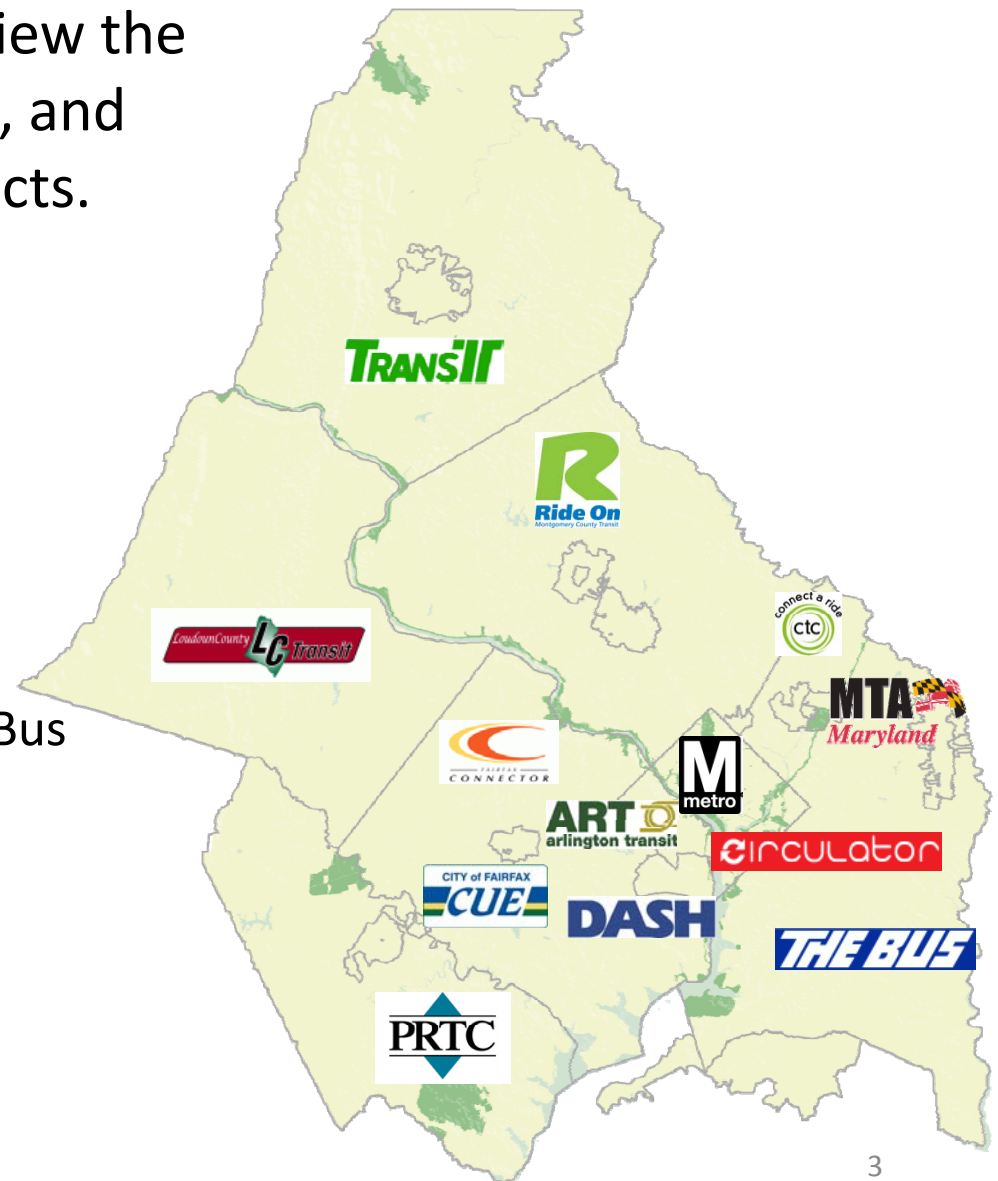 iew the
, and
cts.
TRANSIT
R
Ride On
Montgomery County Transit
connect a ride
ctc
LoudounCounty LC Transit
MTA
Maryland
Bus
C
FAIRFAX
CONNECTOR
M
metro
ART
arlington transit
CIRCULATOR
CITY of FAIRFAX
CUE
DASH
THE BUS
PRTC
3